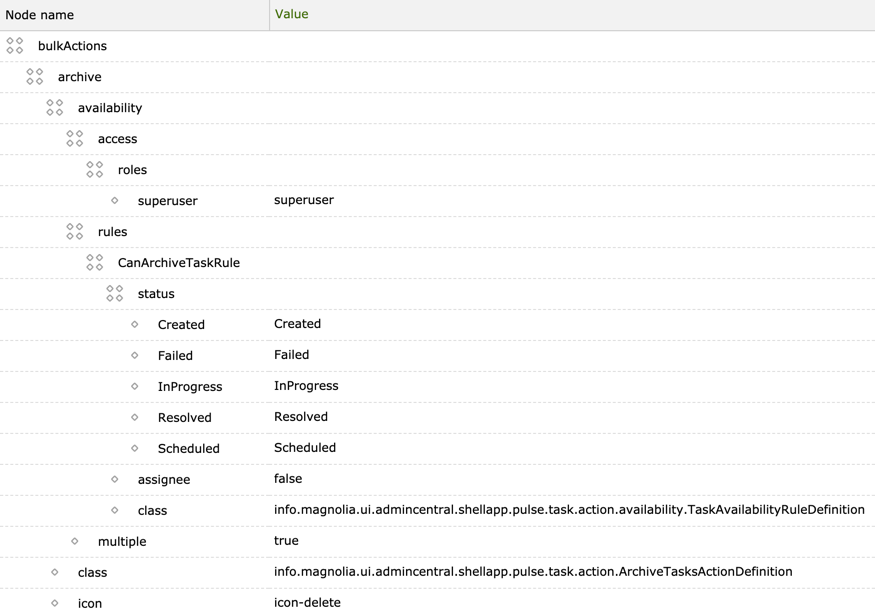 Node name Value
bulkActions
archive
availability
access
roles
superuser superuser
rules
CanArchiveTaskRule
status
Created Created
Failed Failed
InProgress InProgress
Resolved Resolved
Scheduled Scheduled
assignee false
class info.magnolia.ui.admincentral.shellapp.pulse.task.action.availability.TaskAvailabilityRuleDefinition
multiple true
class info.magnolia.ui.admincentral.shellapp.pulse.task.action.ArchiveTasksActionDefinition
icon icon-delete